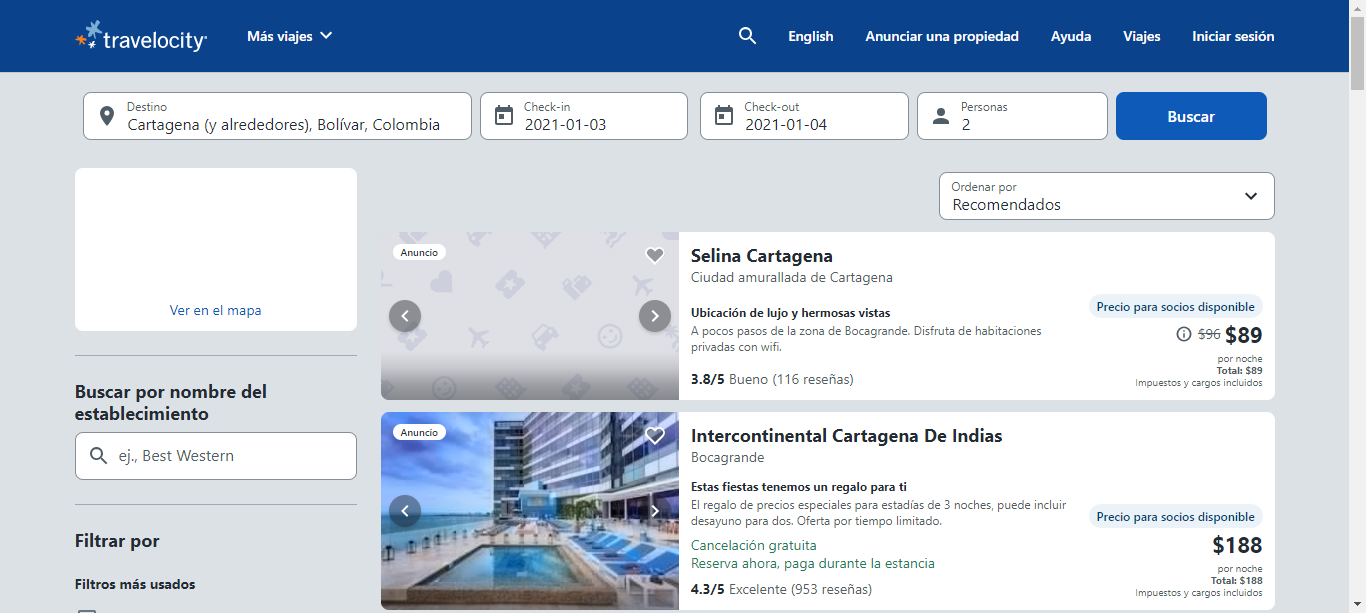 travelocity
Más viajes
English
Anunciar una propiedad
Ayuda
Viajes
Iniciar sesión
Destino
Cartagena (y alrededores), Bolívar, Colombia
Check-in
2021-01-03
Check-out
2021-01-04
Personas
2
Buscar
Ver en el mapa
Buscar por nombre del
establecimiento
ej., Best Western
Filtrar por
Filtros más usados
Ordenar por
Recomendados
Anuncio
Selina Cartagena
Ciudad amurallada de Cartagena
Ubicación de lujo y hermosas vistas
A pocos pasos de la zona de Bocagrande. Disfruta de habitaciones
privadas con wifi.
3.8/5 Bueno (116 reseñas)
Precio para socios disponible
$96 $89
por noche
Total: $89
Impuestos y cargos incluidos
Anuncio
Intercontinental Cartagena De Indias
Bocagrande
Estas fiestas tenemos un regalo para ti
El regalo de precios especiales para estadías de 3 noches, puede incluir
desayuno para dos. Oferta por tiempo limitado.
Cancelación gratuita
Reserva ahora, paga durante la estancia
4.3/5 Excelente (953 reseñas)
Precio para socios disponible
$188
por noche
Total: $188
Impuestos y cargos incluidos